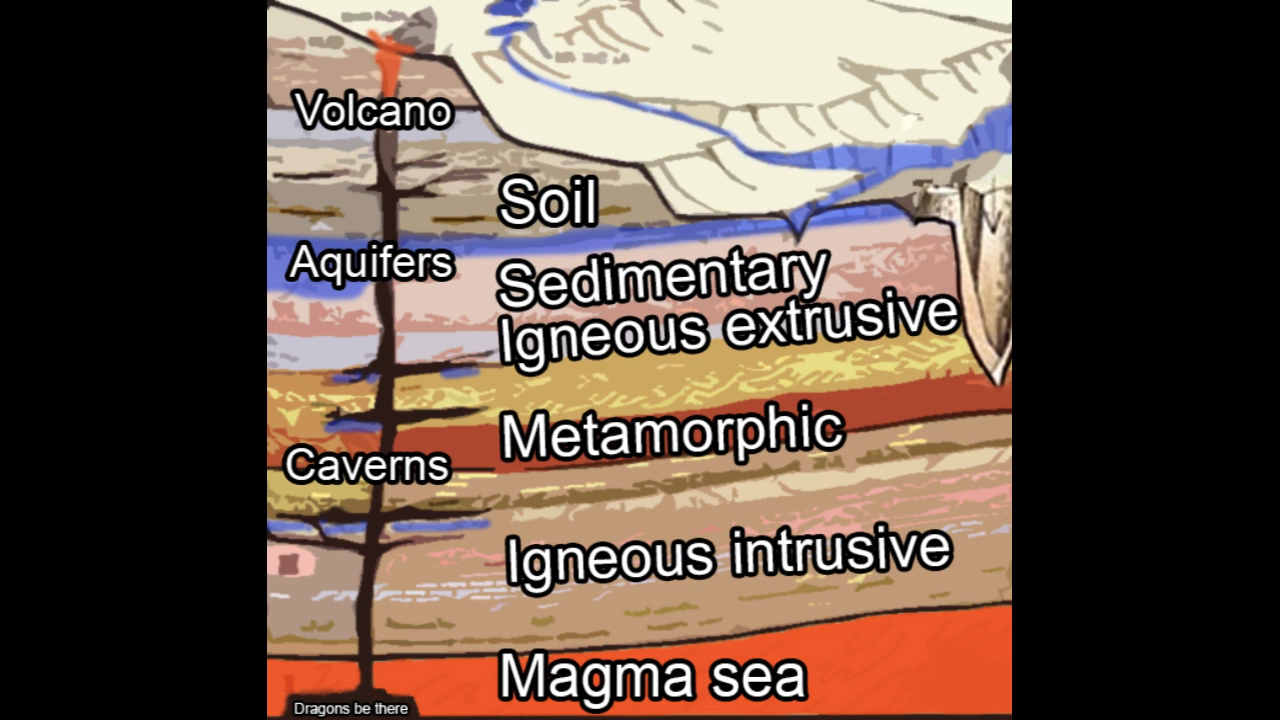 Volcano
Soil
Aquifers
Sedimentary
Igneous extrusive
Metamorphic
Caverns
Igneous intrusive
Magma sea
Dragons be there